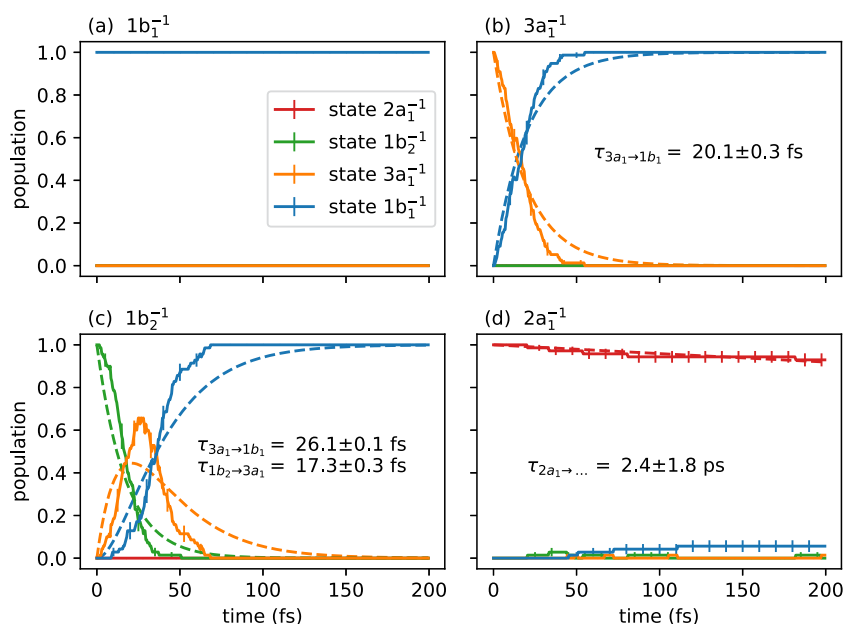 (a) 1b₁⁻¹
(b) 3a₁⁻¹
population
1.0
0.8
0.6
0.4
0.2
0.0
state 2a₁⁻¹
state 1b₂⁻¹
state 3a₁⁻¹
state 1b₁⁻¹
τ₃ₐ₁→₁b₁ = 20.1±0.3 fs
(c) 1b₂⁻¹
(d) 2a₁⁻¹
population
1.0
0.8
0.6
0.4
0.2
0.0
τ₃ₐ₁→₁b₁ = 26.1±0.1 fs
τ₁b₂→₃ₐ₁ = 17.3±0.3 fs
τ₂ₐ₁→... = 2.4±1.8 ps
0 50 100 150 200
0 50 100 150 200
time (fs)
time (fs)